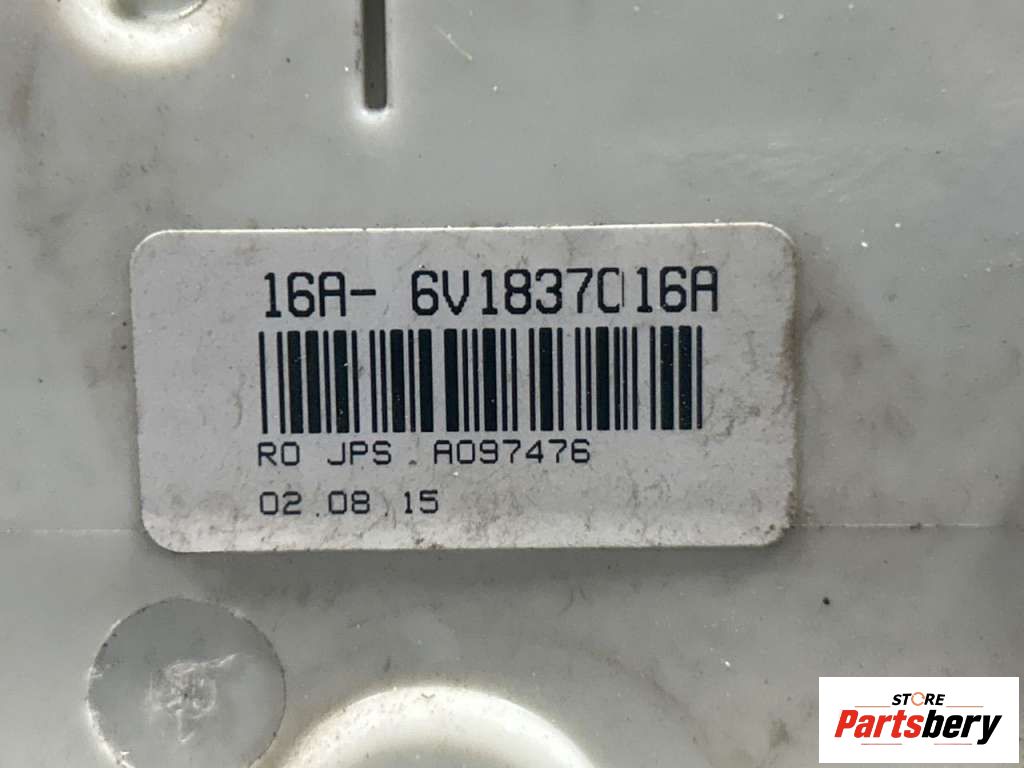 16A- 6V1837016A
RO JPS. A097476
02.08.15
STORE
Partsbery